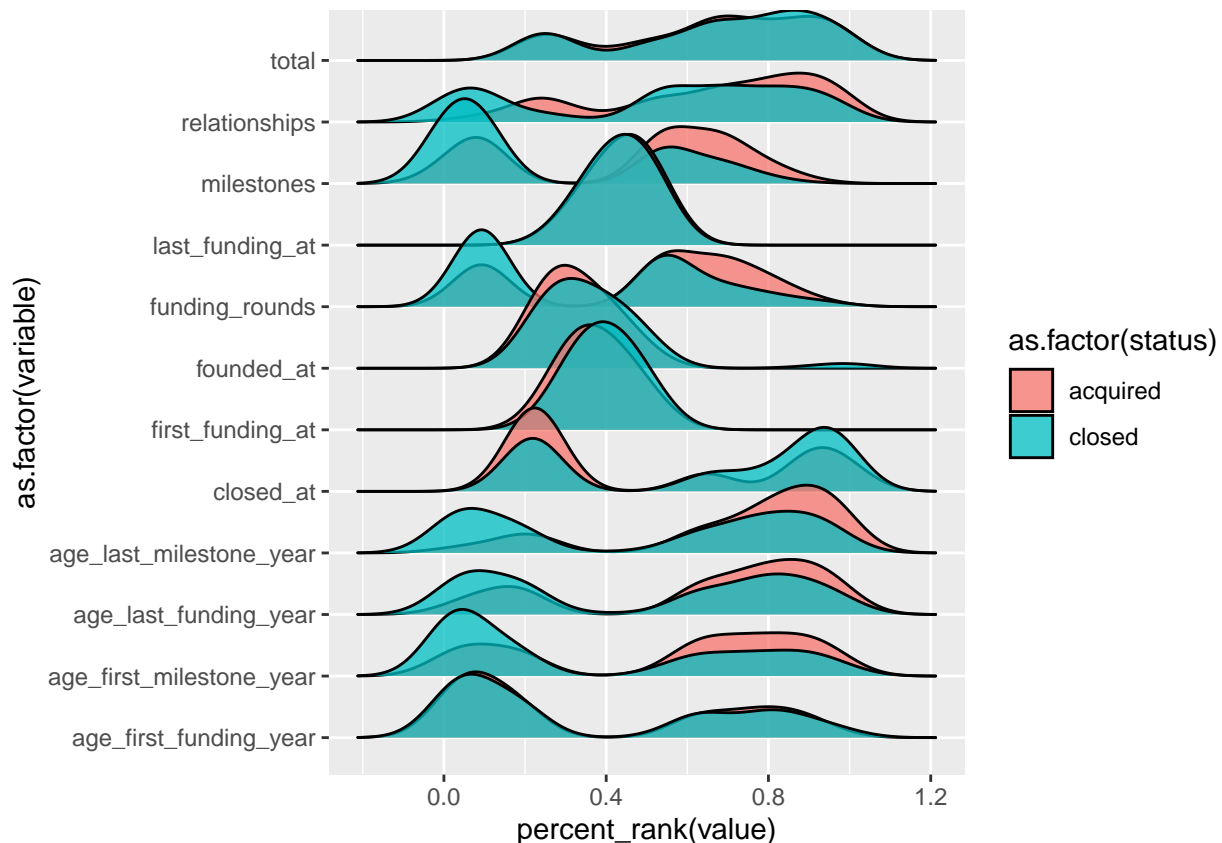 as.factor(variable)
total
relationships
milestones
last_funding_at
funding_rounds
founded_at
first_funding_at
closed_at
age_last_milestone_year
age_last_funding_year
age_first_milestone_year
age_first_funding_year
0.0 0.4 0.8 1.2
percent_rank(value)
as.factor(status)
acquired
closed